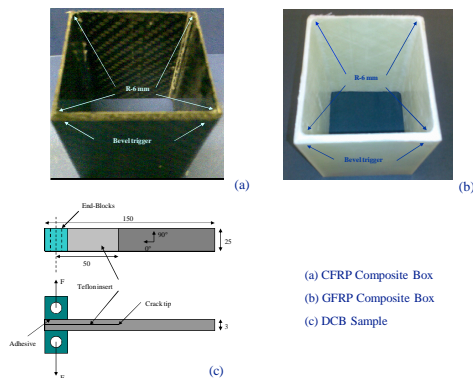 R-6 mm
Bevel trigger
(a)
R-6 mm
Bevel trigger
(b)
End-Blocks
150
90°
0°
25
50
F
Teflon insert
Crack tip
3
Adhesive
F
(c)
(a) CFRP Composite Box
(b) GFRP Composite Box
(c) DCB Sample